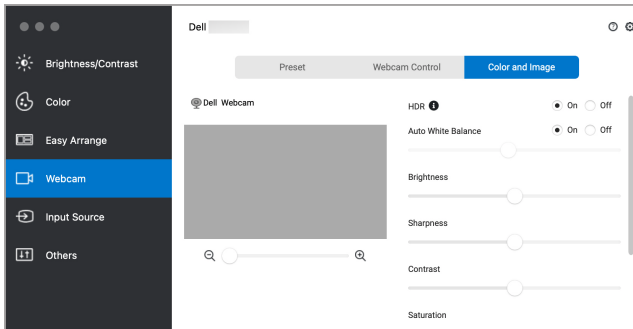 Dell
Brightness/Contrast
Color
Easy Arrange
Webcam
Input Source
Others
Preset
Webcam Control
Color and Image
Dell Webcam
HDR
On
Off
Auto White Balance
On
Off
Brightness
Sharpness
Contrast
Saturation